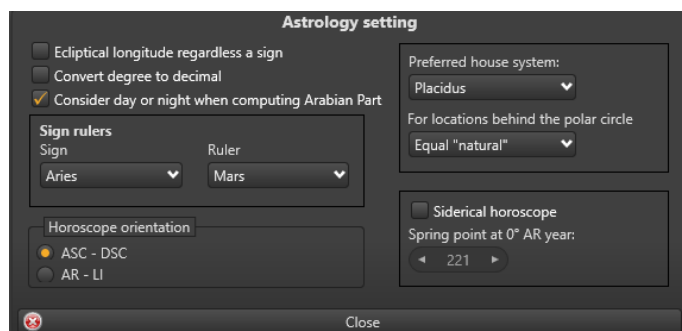 Astrology setting
Ecliptical longitude regardless a sign
Convert degree to decimal
Consider day or night when computing Arabian Part
Sign rulers
Sign Ruler
Aries Mars
Horoscope orientation
ASC - DSC
AR - LI
Preferred house system:
Placidus
For locations behind the polar circle
Equal "natural"
Siderical horoscope
Spring point at 0° AR year:
221
Close